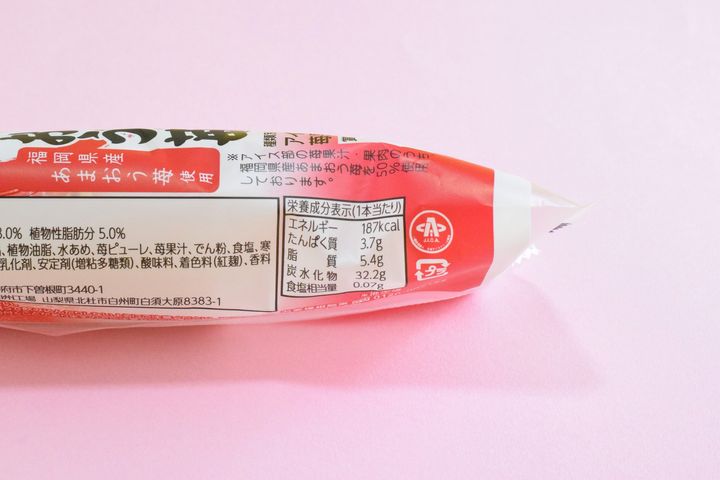 種類
福岡県産
あまおう苺使用
※アイス部の苺果汁・果肉のうち
福岡県産あまおう苺を50%使用
しております。
.0% 植物性脂肪分 5.0%
、植物油脂、水あめ、苺ピューレ、苺果汁、でん粉、食塩、寒
乳化剤、安定剤(増粘多糖類)、酸味料、着色料(紅麹)、香料
府市下曽根町3440-1
州工場 山梨県北杜市白州町白須大原8383-1
栄養成分表示(1本当たり)
エネルギー 187kcal
たんぱく質 3.7g
脂質 5.4g
炭水化物 32.2g
食塩相当量 0.07g
J.I.C.A.
プラ